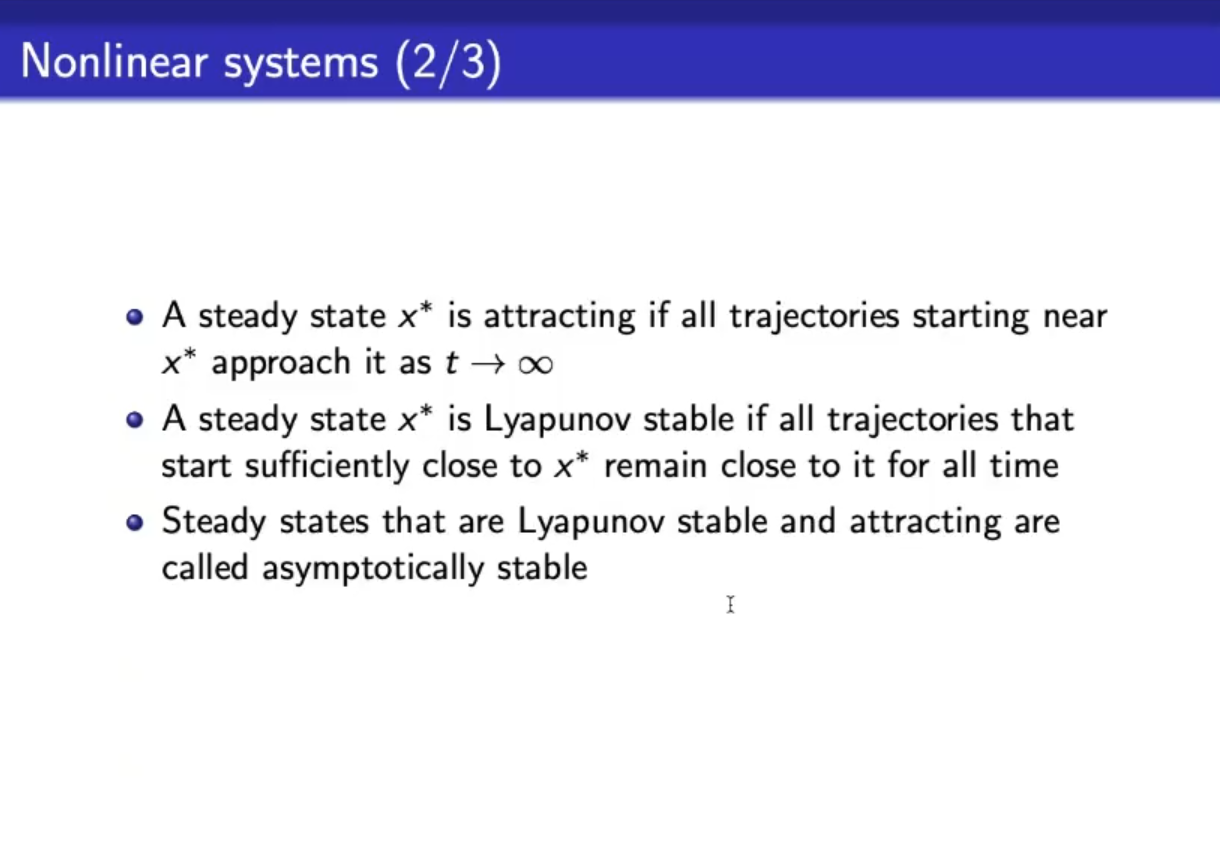 Nonlinear systems (2/3)
A steady state x* is attracting if all trajectories starting near
x* approach it as t → ∞
A steady state x* is Lyapunov stable if all trajectories that
start sufficiently close to x* remain close to it for all time
Steady states that are Lyapunov stable and attracting are
called asymptotically stable